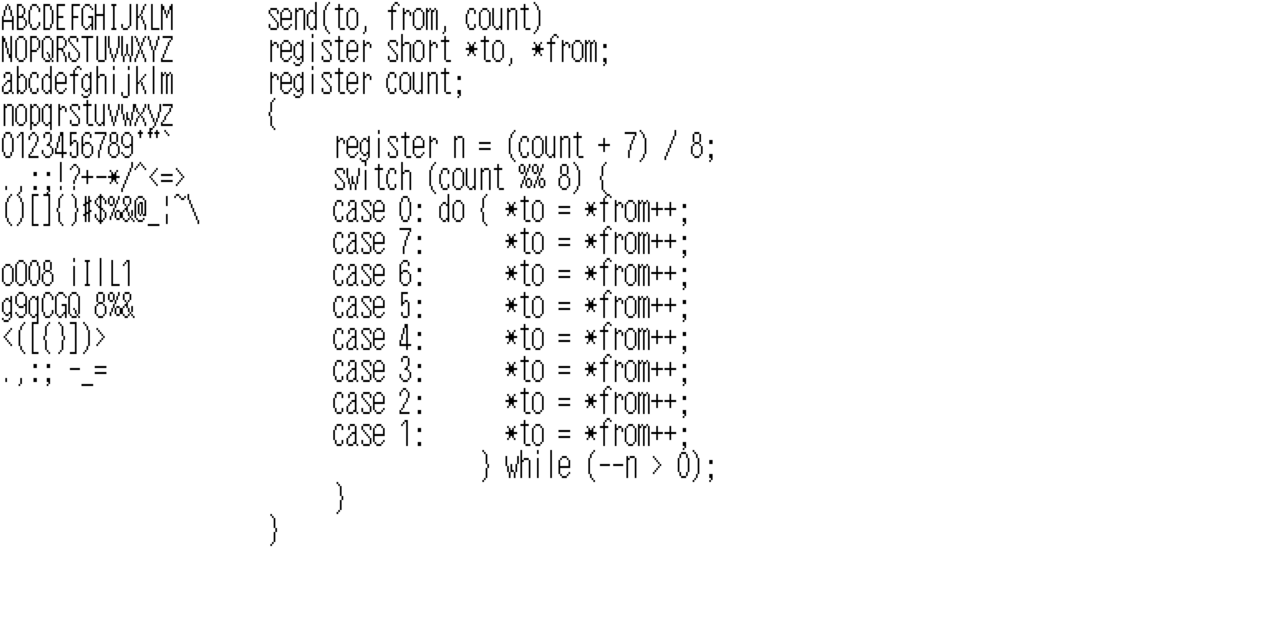 ABCDEFGHIJKLM
NOPQRSTUVWXYZ
abcdefghijklm
nopqrstuvwxyz
0123456789'"`
.,:;!?+-*/^<=>
()[]{}#$%&@_¦~\
oO08 iIlL1
g9qCGQ 8%&
<([{}])>
.,:; -_=
send(to, from, count)
register short *to, *from;
register count;
{
    register n = (count + 7) / 8;
    switch (count %% 8) {
    case 0: do { *to = *from++;
    case 7:      *to = *from++;
    case 6:      *to = *from++;
    case 5:      *to = *from++;
    case 4:      *to = *from++;
    case 3:      *to = *from++;
    case 2:      *to = *from++;
    case 1:      *to = *from++;
               } while (--n > 0);
    }
}